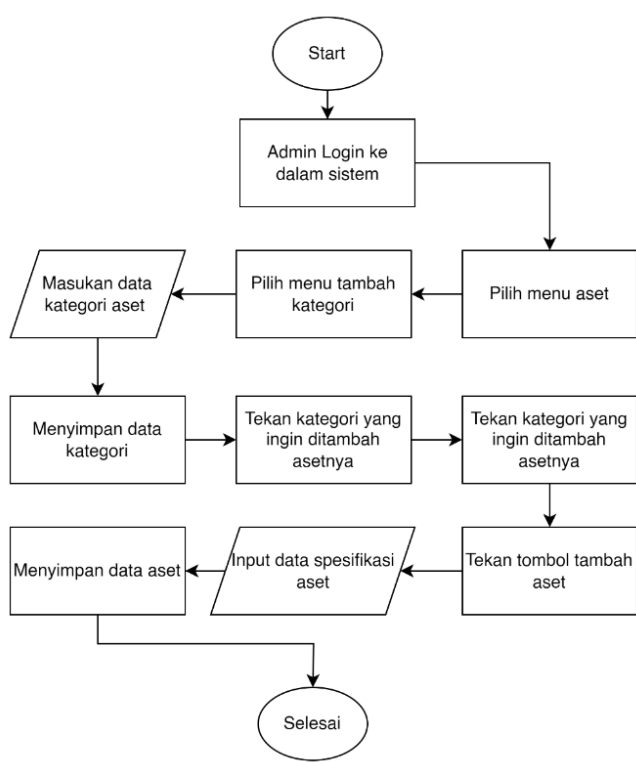 Start
Admin Login ke
dalam sistem
Pilih menu aset
Pilih menu tambah
kategori
Masukan data
kategori aset
Menyimpan data
kategori
Tekan kategori yang
ingin ditambah
asetnya
Tekan kategori yang
ingin ditambah
asetnya
Tekan tombol tambah
aset
Input data spesifikasi
aset
Menyimpan data aset
Selesai